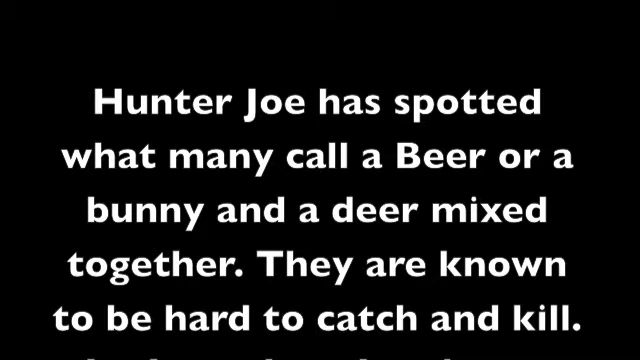 Hunter Joe has spotted
what many call a Beer or a
bunny and a deer mixed
together. They are known
to be hard to catch and kill.